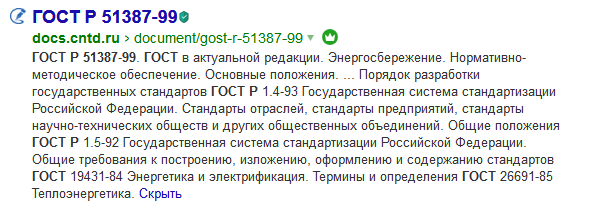 ГОСТ Р 51387-99
docs.cntd.ru › document/gost-r-51387-99
ГОСТ Р 51387-99. ГОСТ в актуальной редакции. Энергосбережение. Нормативно-
методическое обеспечение. Основные положения. ... Порядок разработки
государственных стандартов ГОСТ Р 1.4-93 Государственная система стандартизации
Российской Федерации. Стандарты отраслей, стандарты предприятий, стандарты
научно-технических обществ и других общественных объединений. Общие положения
ГОСТ Р 1.5-92 Государственная система стандартизации Российской Федерации.
Общие требования к построению, изложению, оформлению и содержанию стандартов
ГОСТ 19431-84 Энергетика и электрификация. Термины и определения ГОСТ 26691-85
Теплоэнергетика. Скрыть